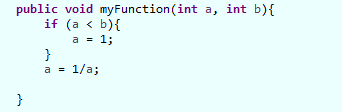 public void myFunction(int a, int b){
if (a < b){
a = 1;
}
a = 1/a;
}